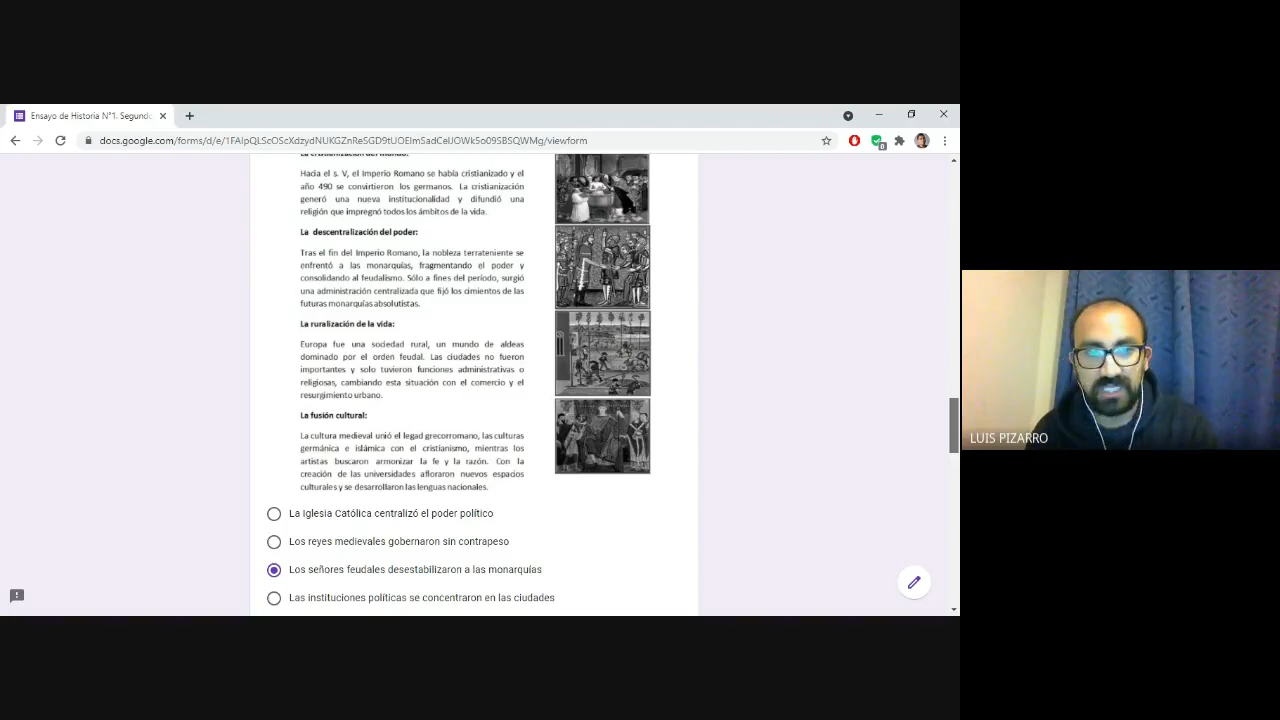 Ensayo de Historia N°1. Segundo
docs.google.com/forms/d/e/1FAIpQLScOScXdzydNUKGZnReSGD9tUOEImSadCeIJOWk5o09SBSQWMg/viewform
La cristianización del mundo:
Hacia el s. V, el Imperio Romano se había cristianizado y el
año 490 se convirtieron los germanos. La cristianización
generó una nueva institucionalidad y difundió una
religión que impregnó todos los ámbitos de la vida.
La descentralización del poder:
Tras el fin del Imperio Romano, la nobleza terrateniente se
enfrentó a las monarquías, fragmentando el poder y
consolidando al feudalismo. Sólo a fines del período, surgió
una administración centralizada que fijó los cimientos de las
futuras monarquías absolutistas.
La ruralización de la vida:
Europa fue una sociedad rural, un mundo de aldeas
dominado por el orden feudal. Las ciudades no fueron
importantes y solo tuvieron funciones administrativas o
religiosas, cambiando esta situación con el comercio y el
resurgimiento urbano.
La fusión cultural:
La cultura medieval unió el legad grecorromano, las culturas
germánica e islámica con el cristianismo, mientras los
artistas buscaron armonizar la fe y la razón. Con la
creación de las universidades afloraron nuevos espacios
culturales y se desarrollaron las lenguas nacionales.
La Iglesia Católica centralizó el poder político
Los reyes medievales gobernaron sin contrapeso
Los señores feudales desestabilizaron a las monarquías
Las instituciones políticas se concentraron en las ciudades
LUIS PIZARRO